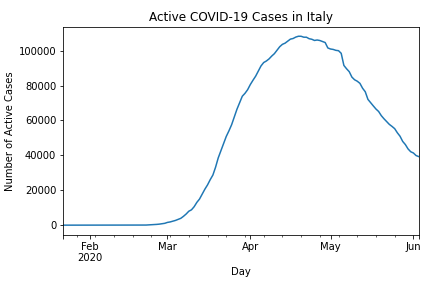 Active COVID-19 Cases in Italy
Number of Active Cases
100000
80000
60000
40000
20000
0
Feb
2020
Mar
Apr
May
Jun
Day